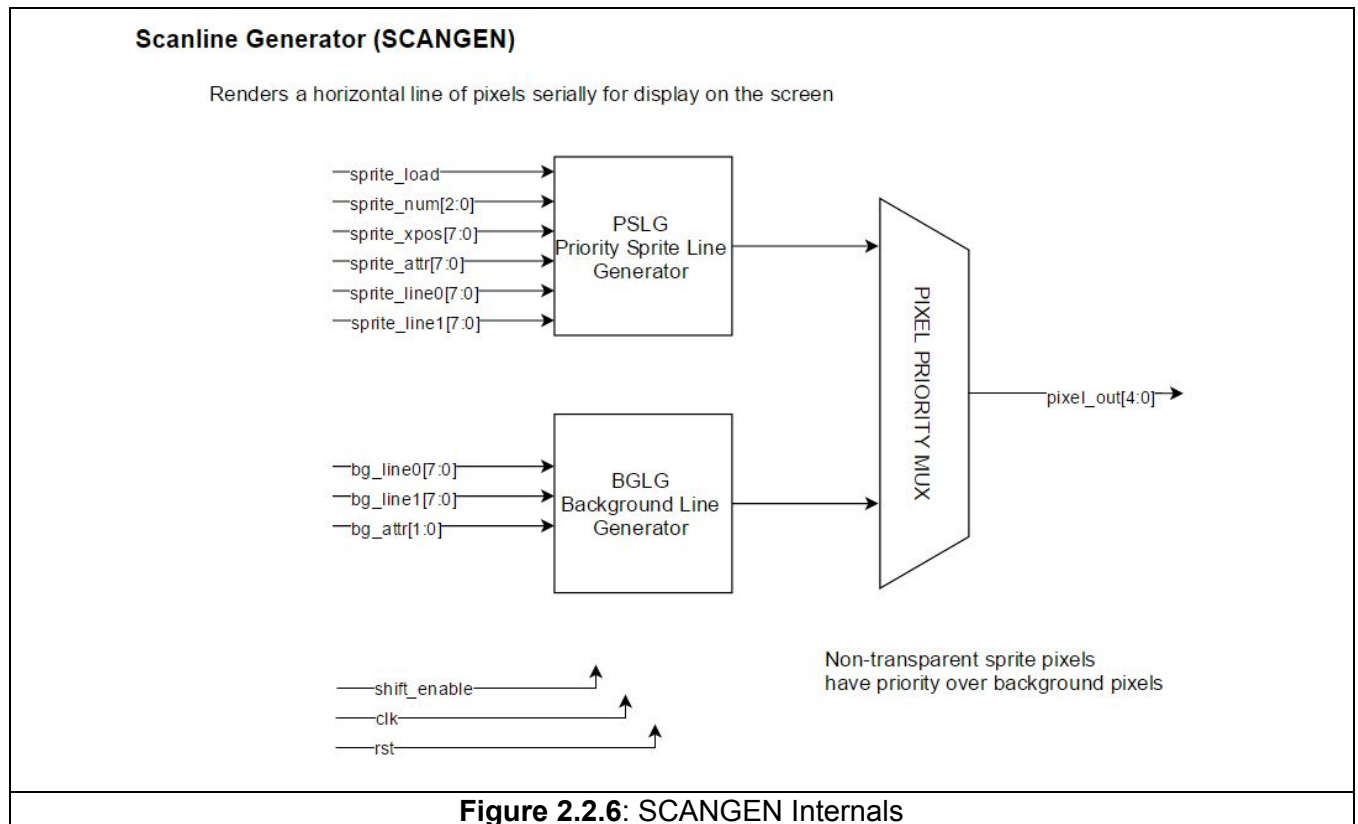 Scanline Generator (SCANGEN)
Renders a horizontal line of pixels serially for display on the screen
sprite_load
sprite_num[2:0]
sprite_xpos[7:0]
sprite_attr[7:0]
sprite_line0[7:0]
sprite_line1[7:0]
PSLG
Priority Sprite Line
Generator
PIXEL PRIORITY MUX
pixel_out[4:0]
bg_line0[7:0]
bg_line1[7:0]
bg_attr[1:0]
BGLG
Background Line
Generator
Non-transparent sprite pixels
have priority over background pixels
shift_enable
clk
rst
Figure 2.2.6: SCANGEN Internals